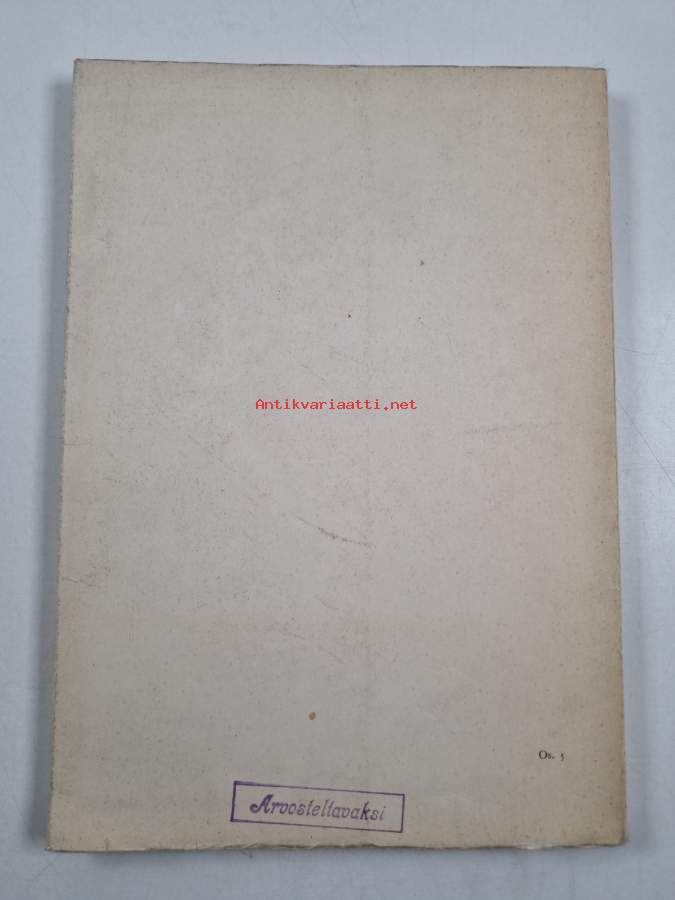 Antikvariaatti.net
Os. 5
Arvosteltavaksi